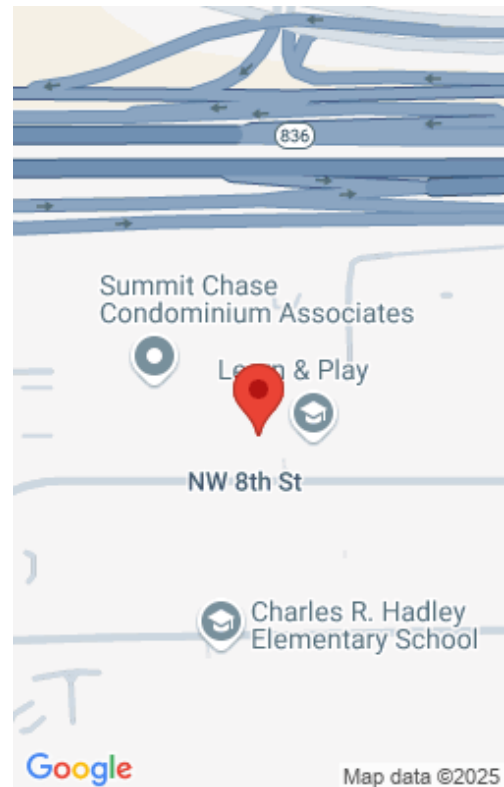 836
Summit Chase
Condominium Associates
Learn & Play
NW 8th St
Charles R. Hadley
Elementary School
Google
Map data ©2025